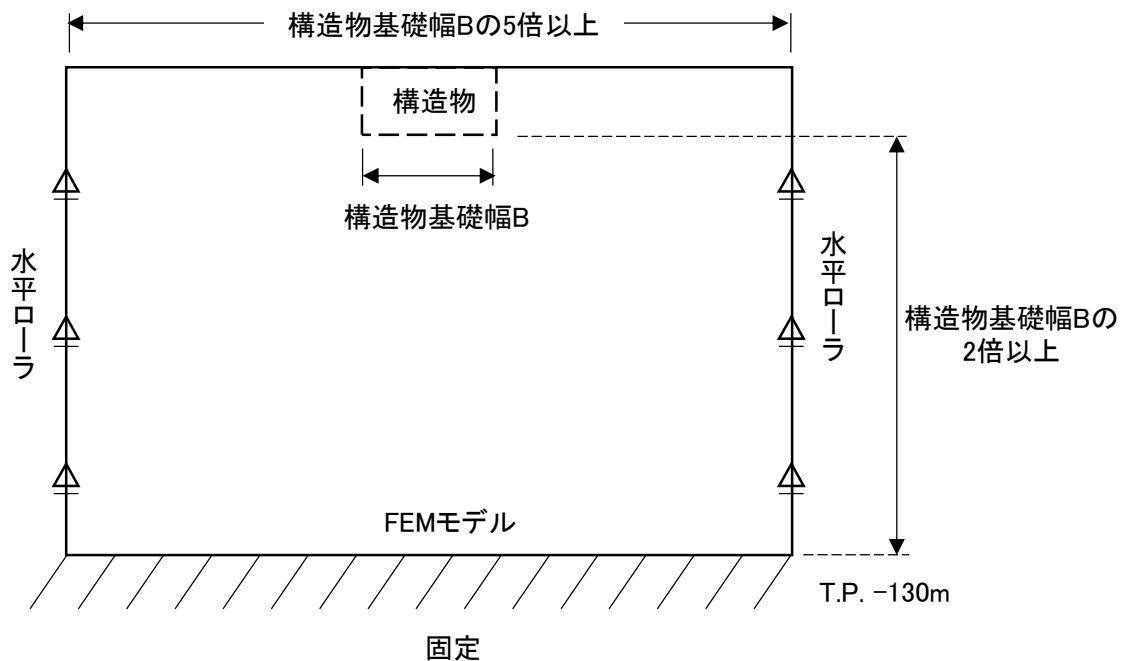 構造物基礎幅Bの5倍以上
構造物
構造物基礎幅B
水平ローラ
水平ローラ
構造物基礎幅Bの
2倍以上
FEMモデル
T.P. -130m
固定